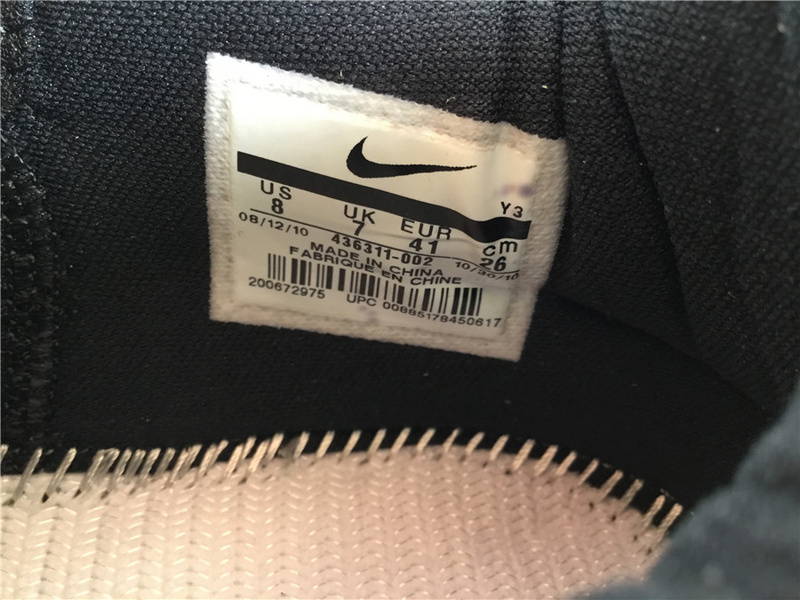 Y3
US UK EUR cm
8 7 41 26
08/12/10 436311-002 10/30/10
MADE IN CHINA
FABRIQUE EN CHINE
200672975 UPC 00885178450617